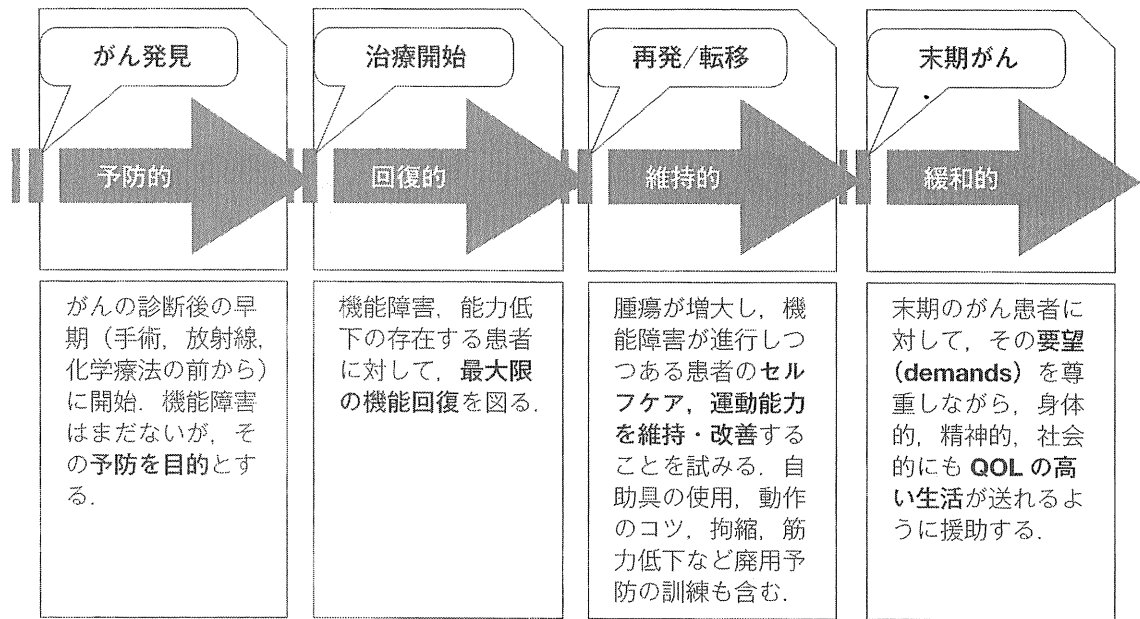 がん発見
治療開始
再発/転移
末期がん
予防的
回復的
維持的
緩和的
がんの診断後の早
期（手術，放射線，
化学療法の前から）
に開始．機能障害
はまだないが，そ
の予防を目的とす
る．
機能障害，能力低
下の存在する患者
に対して，最大限
の機能回復を図る．
腫瘍が増大し，機
能障害が進行しつ
つある患者のセル
フケア，運動能力
を維持・改善する
ことを試みる．自
助具の使用，動作
のコツ，拘縮，筋
力低下など廃用予
防の訓練も含む．
末期のがん患者に
対して，その要望
（demands）を尊
重しながら，身体
的，精神的，社会
的にも QOL の高
い生活が送れるよ
うに援助する．